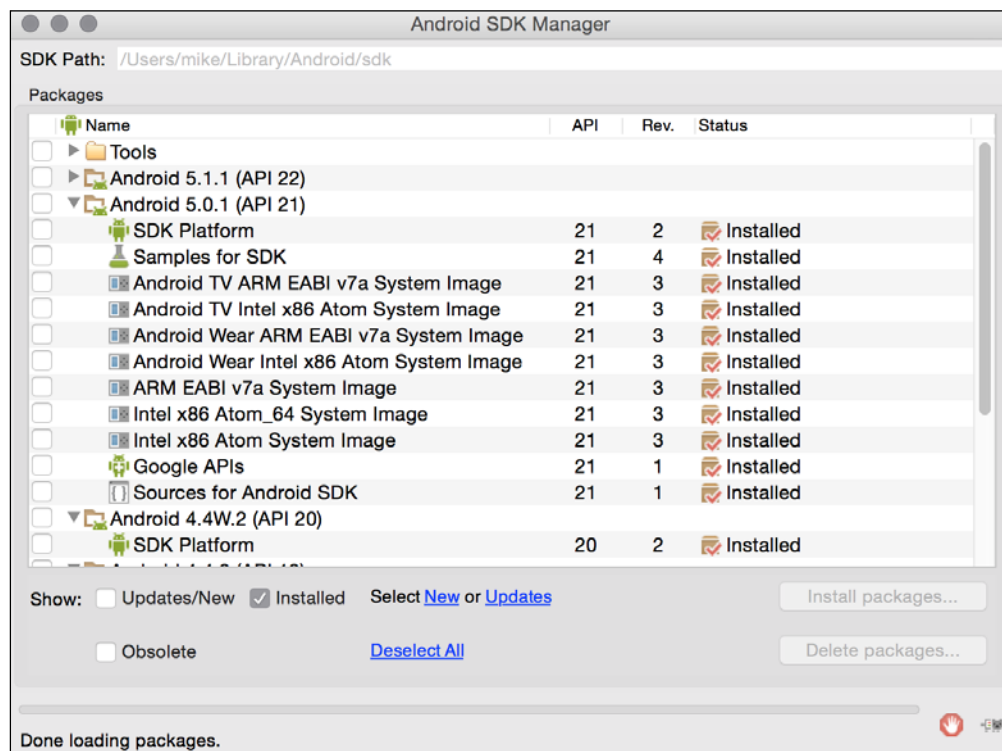 Android SDK Manager
SDK Path: /Users/mike/Library/Android/sdk
Packages
Name API Rev. Status
Tools
Android 5.1.1 (API 22)
Android 5.0.1 (API 21)
SDK Platform 21 2 Installed
Samples for SDK 21 4 Installed
Android TV ARM EABI v7a System Image 21 3 Installed
Android TV Intel x86 Atom System Image 21 3 Installed
Android Wear ARM EABI v7a System Image 21 3 Installed
Android Wear Intel x86 Atom System Image 21 3 Installed
ARM EABI v7a System Image 21 3 Installed
Intel x86 Atom_64 System Image 21 3 Installed
Intel x86 Atom System Image 21 3 Installed
Google APIs 21 1 Installed
Sources for Android SDK 21 1 Installed
Android 4.4W.2 (API 20)
SDK Platform 20 2 Installed
Show: Updates/New Installed Select New or Updates Install packages...
Obsolete Deselect All Delete packages...
Done loading packages.